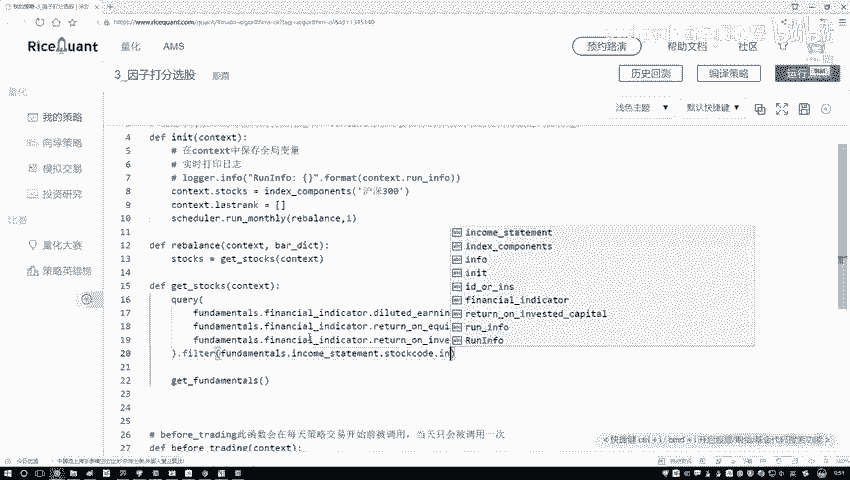 RiceQuant 量化 AMS
预约路演 帮助文档 社区
3_因子打分选股 股票
历史回测 编译策略
浅色主题 默认快捷键
量化
我的策略
向导策略
模拟交易
投资研究
比赛
量化大赛
策略英雄榜
4 def init(context):
5 # 在context中保存全局变量
6 # 实时打印日志
7 # logger.info("RunInfo: {}".format(context.run_info))
8 context.stocks = index_components('沪深300')
9 context.lastrank = []
10 scheduler.run_monthly(rebalance,1)
11
12 def rebalance(context, bar_dict):
13 stocks = get_stocks(context)
14
15 def get_stocks(context):
16 query(
17 fundamentals.financial_indicator.diluted_earnin
18 fundamentals.financial_indicator.return_on_equi
19 fundamentals.financial_indicator.return_on_inve
20 ).filter(fundamentals.income_statement.stockcode.in)
21
22 get_fundamentals()
23
24
25
26 # before_trading此函数会在每天策略交易开始前被调用，当天只会被调用一次
27 def before_trading(context):
income_statement
index_components
info
init
id_or_ins
financial_indicator
return_on_invested_capital
run_info
RunInfo
9:51